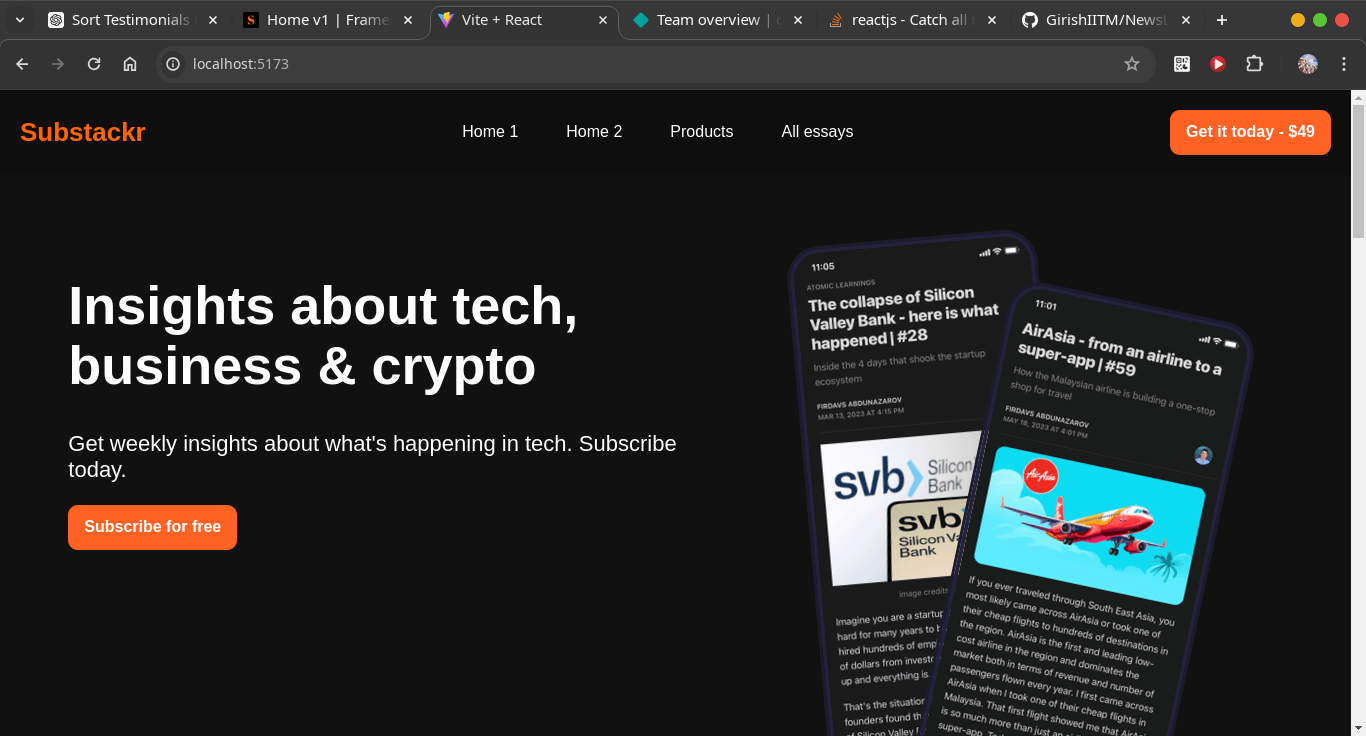 Sort Testimonials
Home v1 | Frame
Vite + React
Team overview |
reactjs - Catch all
GirishIITM/News
localhost:5173
Substackr
Home 1
Home 2
Products
All essays
Get it today - $49
Insights about tech,
business & crypto
Get weekly insights about what's happening in tech. Subscribe
today.
Subscribe for free
11:05
ATOMIC LEARNINGS
The collapse of Silicon
Valley Bank - here is what
happened | #28
Inside the 4 days that shook the startup
ecosystem
FIRDAVS ABDUNAZAROV
MAR 13, 2023 AT 4:15 PM
svb Silicon
Bank
svb
Silicon Va
Bank
image credits
Imagine you are a startup
hard for many years to b
hired hundreds of emp
of dollars from investo
up and everything is
That's the situation
founders found th
of Silicon Valley
11:01
AirAsia - from an airline to a
super-app | #59
How the Malaysian airline is building a one-stop
shop for travel
FIRDAVS ABDUNAZAROV
MAY 18, 2023 AT 4:01 PM
AirAsia
If you ever traveled through South East Asia, you
most likely came across AirAsia or took one of
their cheap flights to hundreds of destinations in
the region. AirAsia is the first and leading low-
cost airline in the region and dominates the
market both in terms of revenue and number of
passengers flown every year. I first came across
AirAsia when I took one of their cheap flights in
Malaysia. That first flight showed me that AirAsi
is so much more than just an
super-app.